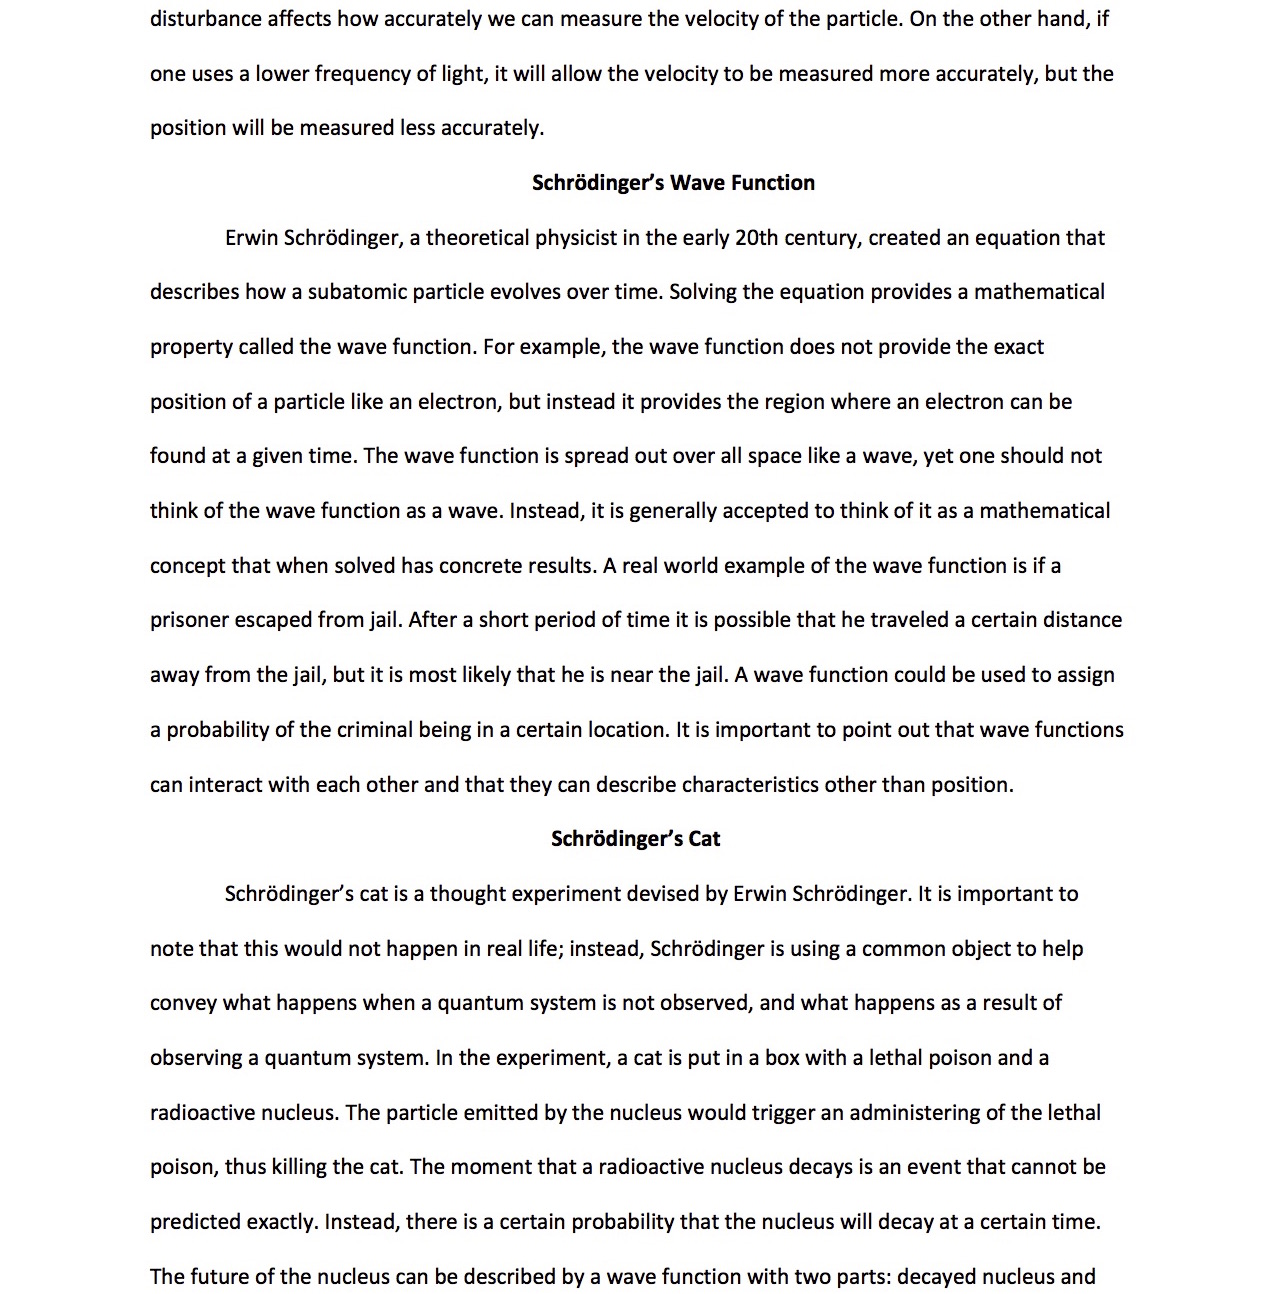 disturbance affects how accurately we can measure the velocity of the particle. On the other hand, if
one uses a lower frequency of light, it will allow the velocity to be measured more accurately, but the
position will be measured less accurately.
Schrödinger’s Wave Function
Erwin Schrödinger, a theoretical physicist in the early 20th century, created an equation that
describes how a subatomic particle evolves over time. Solving the equation provides a mathematical
property called the wave function. For example, the wave function does not provide the exact
position of a particle like an electron, but instead it provides the region where an electron can be
found at a given time. The wave function is spread out over all space like a wave, yet one should not
think of the wave function as a wave. Instead, it is generally accepted to think of it as a mathematical
concept that when solved has concrete results. A real world example of the wave function is if a
prisoner escaped from jail. After a short period of time it is possible that he traveled a certain distance
away from the jail, but it is most likely that he is near the jail. A wave function could be used to assign
a probability of the criminal being in a certain location. It is important to point out that wave functions
can interact with each other and that they can describe characteristics other than position.
Schrödinger’s Cat
Schrödinger’s cat is a thought experiment devised by Erwin Schrödinger. It is important to
note that this would not happen in real life; instead, Schrödinger is using a common object to help
convey what happens when a quantum system is not observed, and what happens as a result of
observing a quantum system. In the experiment, a cat is put in a box with a lethal poison and a
radioactive nucleus. The particle emitted by the nucleus would trigger an administering of the lethal
poison, thus killing the cat. The moment that a radioactive nucleus decays is an event that cannot be
predicted exactly. Instead, there is a certain probability that the nucleus will decay at a certain time.
The future of the nucleus can be described by a wave function with two parts: decayed nucleus and